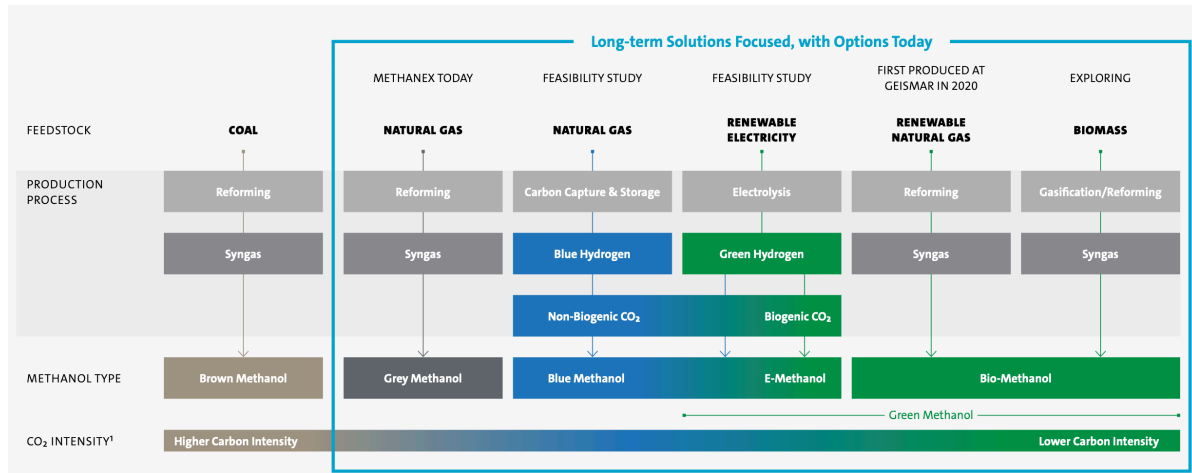 Long-term Solutions Focused, with Options Today
METHANEX TODAY
FEASIBILITY STUDY
FEASIBILITY STUDY
FIRST PRODUCED AT
GEISMAR IN 2020
EXPLORING
FEEDSTOCK
COAL
NATURAL GAS
NATURAL GAS
RENEWABLE
ELECTRICITY
RENEWABLE
NATURAL GAS
BIOMASS
PRODUCTION
PROCESS
Reforming
Reforming
Carbon Capture & Storage
Electrolysis
Reforming
Gasification/Reforming
Syngas
Syngas
Blue Hydrogen
Green Hydrogen
Syngas
Syngas
Non-Biogenic CO₂
Biogenic CO₂
METHANOL TYPE
Brown Methanol
Grey Methanol
Blue Methanol
E-Methanol
Bio-Methanol
Green Methanol
CO₂ INTENSITY¹
Higher Carbon Intensity
Lower Carbon Intensity